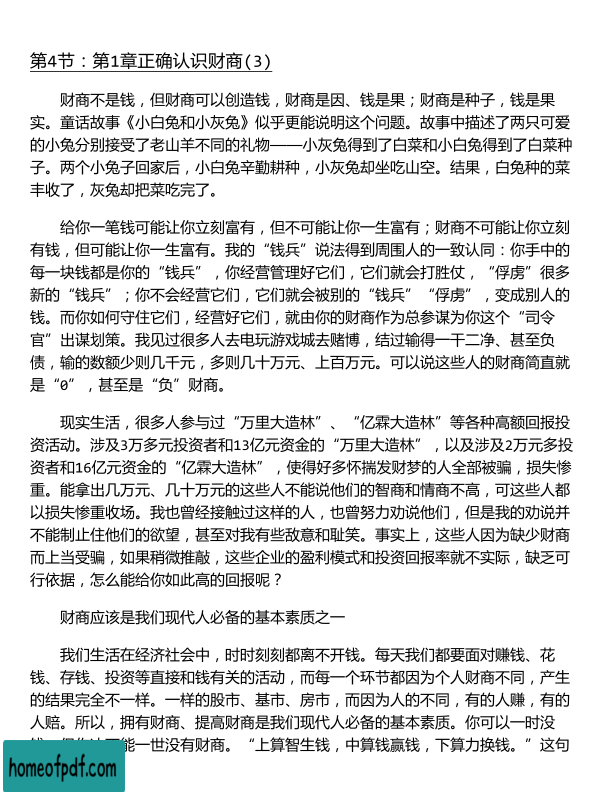 第4节：第1章正确认识财商(3)
财商不是钱，但财商可以创造钱，财商是因、钱是果；财商是种子，钱是果
实。童话故事《小白兔和小灰兔》似乎更能说明这个问题。故事中描述了两只可爱
的小兔分别接受了老山羊不同的礼物——小灰兔得到了白菜和小白兔得到了白菜种
子。两个小兔子回家后，小白兔辛勤耕种，小灰兔却坐吃山空。结果，白兔种的菜
丰收了，灰兔却把菜吃完了。
给你一笔钱可能让你立刻富有，但不可能让你一生富有；财商不可能让你立刻
有钱，但可能让你一生富有。我的“钱兵”说法得到周围人的一致认同：你手中的
每一块钱都是你的“钱兵”，你经营管理好它们，它们就会打胜仗，“俘虏”很多
新的“钱兵”；你不会经营它们，它们就会被别的“钱兵”“俘虏”，变成别人的
钱。而你如何守住它们，经营好它们，就由你的财商作为总参谋为你这个“司令
官”出谋划策。我见过很多人去电玩游戏城去赌博，结过输得一干二净、甚至负
债，输的数额少则几千元，多则几十万元、上百万元。可以说这些人的财商简直就
是“0”，甚至是“负”财商。
现实生活，很多人参与过“万里大造林”、“亿霖大造林”等各种高额回报投
资活动。涉及3万多元投资者和13亿元资金的“万里大造林”，以及涉及2万元多投
资者和16亿元资金的“亿霖大造林”，使得好多怀揣发财梦的人全部被骗，损失惨
重。能拿出几万元、几十万元的这些人不能说他们的智商和情商不高，可这些人都
以损失惨重收场。我也曾经接触过这样的人，也曾努力劝说他们，但是我的劝说并
不能制止住他们的欲望，甚至对我有些敌意和耻笑。事实上，这些人因为缺少财商
而上当受骗，如果稍微推敲，这些企业的盈利模式和投资回报率就不实际，缺乏可
行依据，怎么能给你如此高的回报呢？
财商应该是我们现代人必备的基本素质之一
我们生活在经济社会中，时时刻刻都离不开钱。每天我们都要面对赚钱、花
钱、存钱、投资等直接和钱有关的活动，而每一个环节都因为个人财商不同，产生
的结果完全不一样。一样的股市、基市、房市，而因为人的不同，有的人赚，有的
人赔。所以，拥有财商、提高财商是我们现代人必备的基本素质。你可以一时没
能一世没有财商。“上算智生钱，中算钱赢钱，下算力换钱。”这句
homeofpdf.com